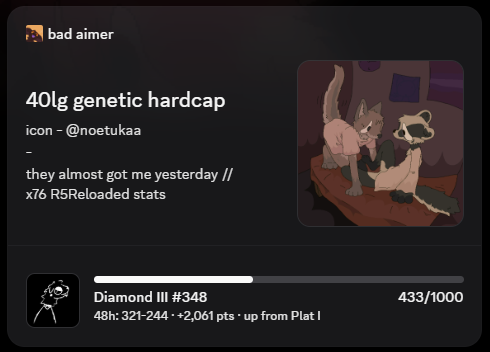 bad aimer
40lg genetic hardcap
icon - @noetukaa
-
they almost got me yesterday //
x76 R5Reloaded stats
Diamond III #348
433/1000
48h: 321-244 · +2,061 pts · up from Plat I